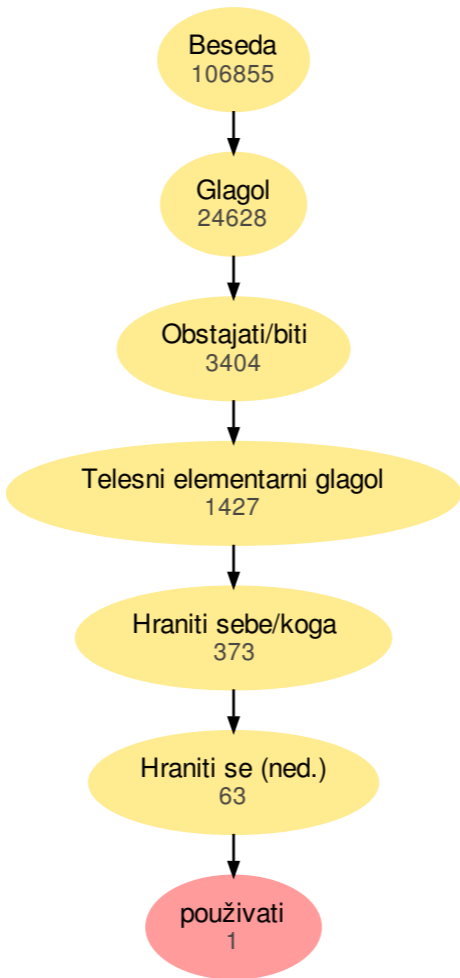 Beseda
106855
Glagol
24628
Obstajati/biti
3404
Telesni elementarni glagol
1427
Hraniti sebe/koga
373
Hraniti se (ned.)
63
použivati
1